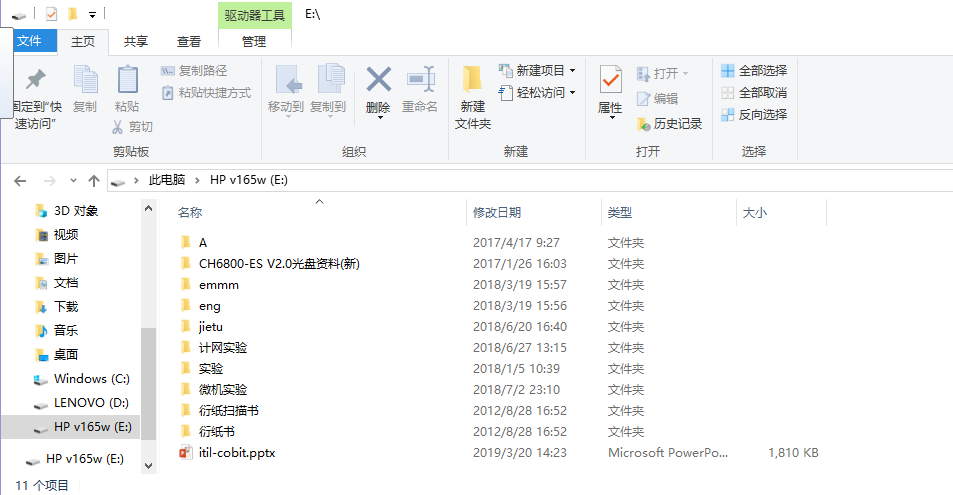 驱动器工具 E:\
文件 主页 共享 查看 管理
固定到“快速访问”
复制
粘贴
剪切
复制路径
粘贴快捷方式
剪贴板
移动到 复制到 删除 重命名
组织
新建文件夹
新建项目
轻松访问
新建
属性
打开
编辑
历史记录
打开
全部选择
全部取消
反向选择
选择
此电脑 HP v165w (E:)
3D 对象
视频
图片
文档
下载
音乐
桌面
Windows (C:)
LENOVO (D:)
HP v165w (E:)
HP v165w (E:)
名称 修改日期 类型 大小
A 2017/4/17 9:27 文件夹
CH6800-ES V2.0光盘资料(新) 2017/1/26 16:03 文件夹
emmm 2018/3/19 15:57 文件夹
eng 2018/3/19 15:56 文件夹
jietu 2018/6/20 16:40 文件夹
计网实验 2018/6/27 13:15 文件夹
实验 2018/1/5 10:39 文件夹
微机实验 2018/7/2 23:10 文件夹
衍纸扫描书 2012/8/28 16:52 文件夹
衍纸书 2012/8/28 16:52 文件夹
itil-cobit.pptx 2019/3/20 14:23 Microsoft PowerPo... 1,810 KB
11 个项目